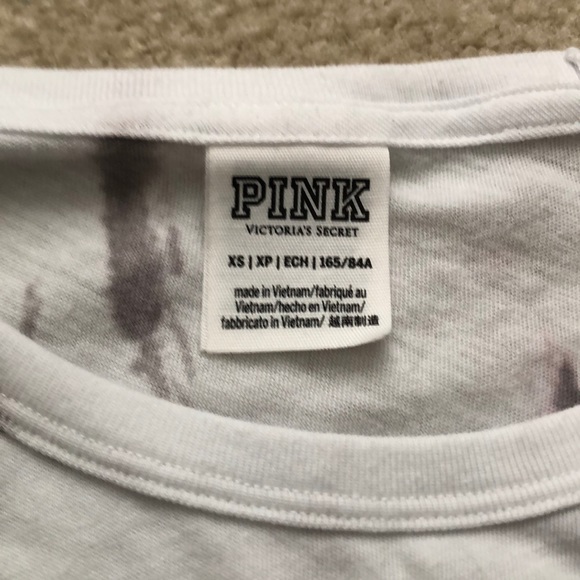 PINK
VICTORIA'S SECRET
XS | XP | ECH | 165/84A
made in Vietnam/fabriqué au
Vietnam/hecho en Vietnam/
fabbricato in Vietnam/ 越南制造